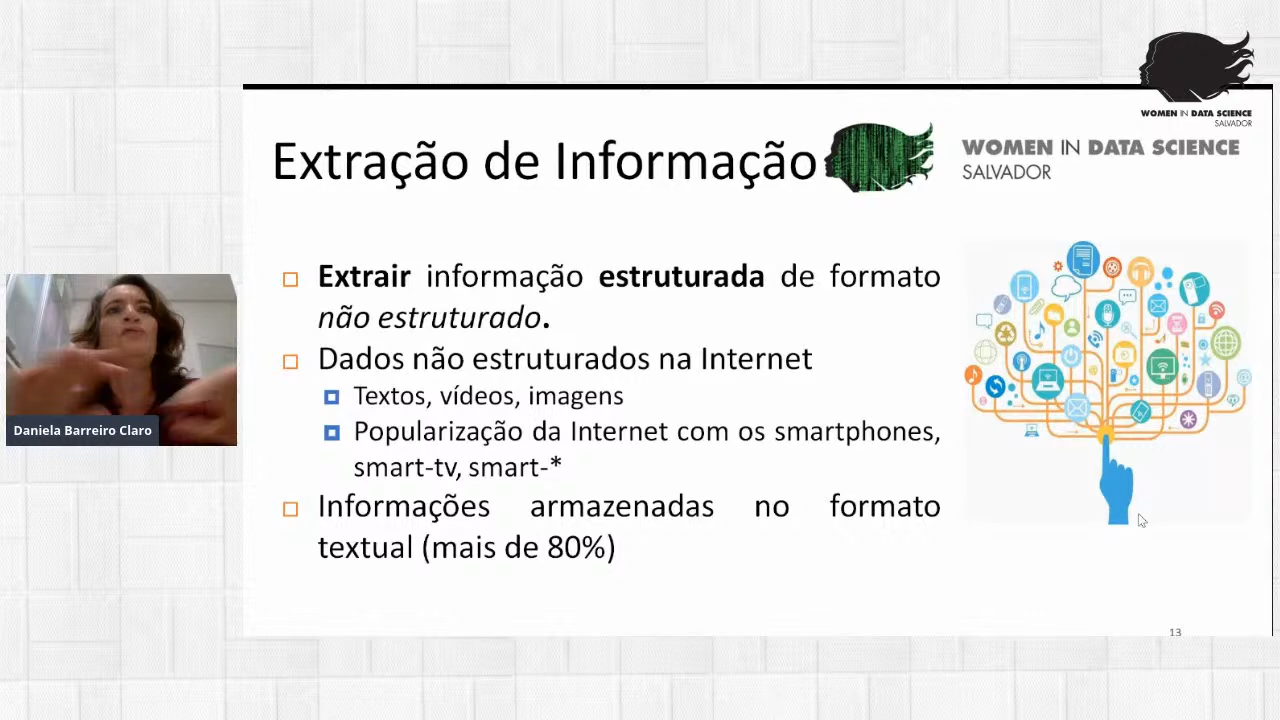 WOMEN IN DATA SCIENCE
SALVADOR
Extração de Informação
WOMEN IN DATA SCIENCE
SALVADOR
Extrair informação estruturada de formato
não estruturado.
Dados não estruturados na Internet
Textos, vídeos, imagens
Popularização da Internet com os smartphones,
smart-tv, smart-*
Informações armazenadas no formato
textual (mais de 80%)
Daniela Barreiro Claro
13